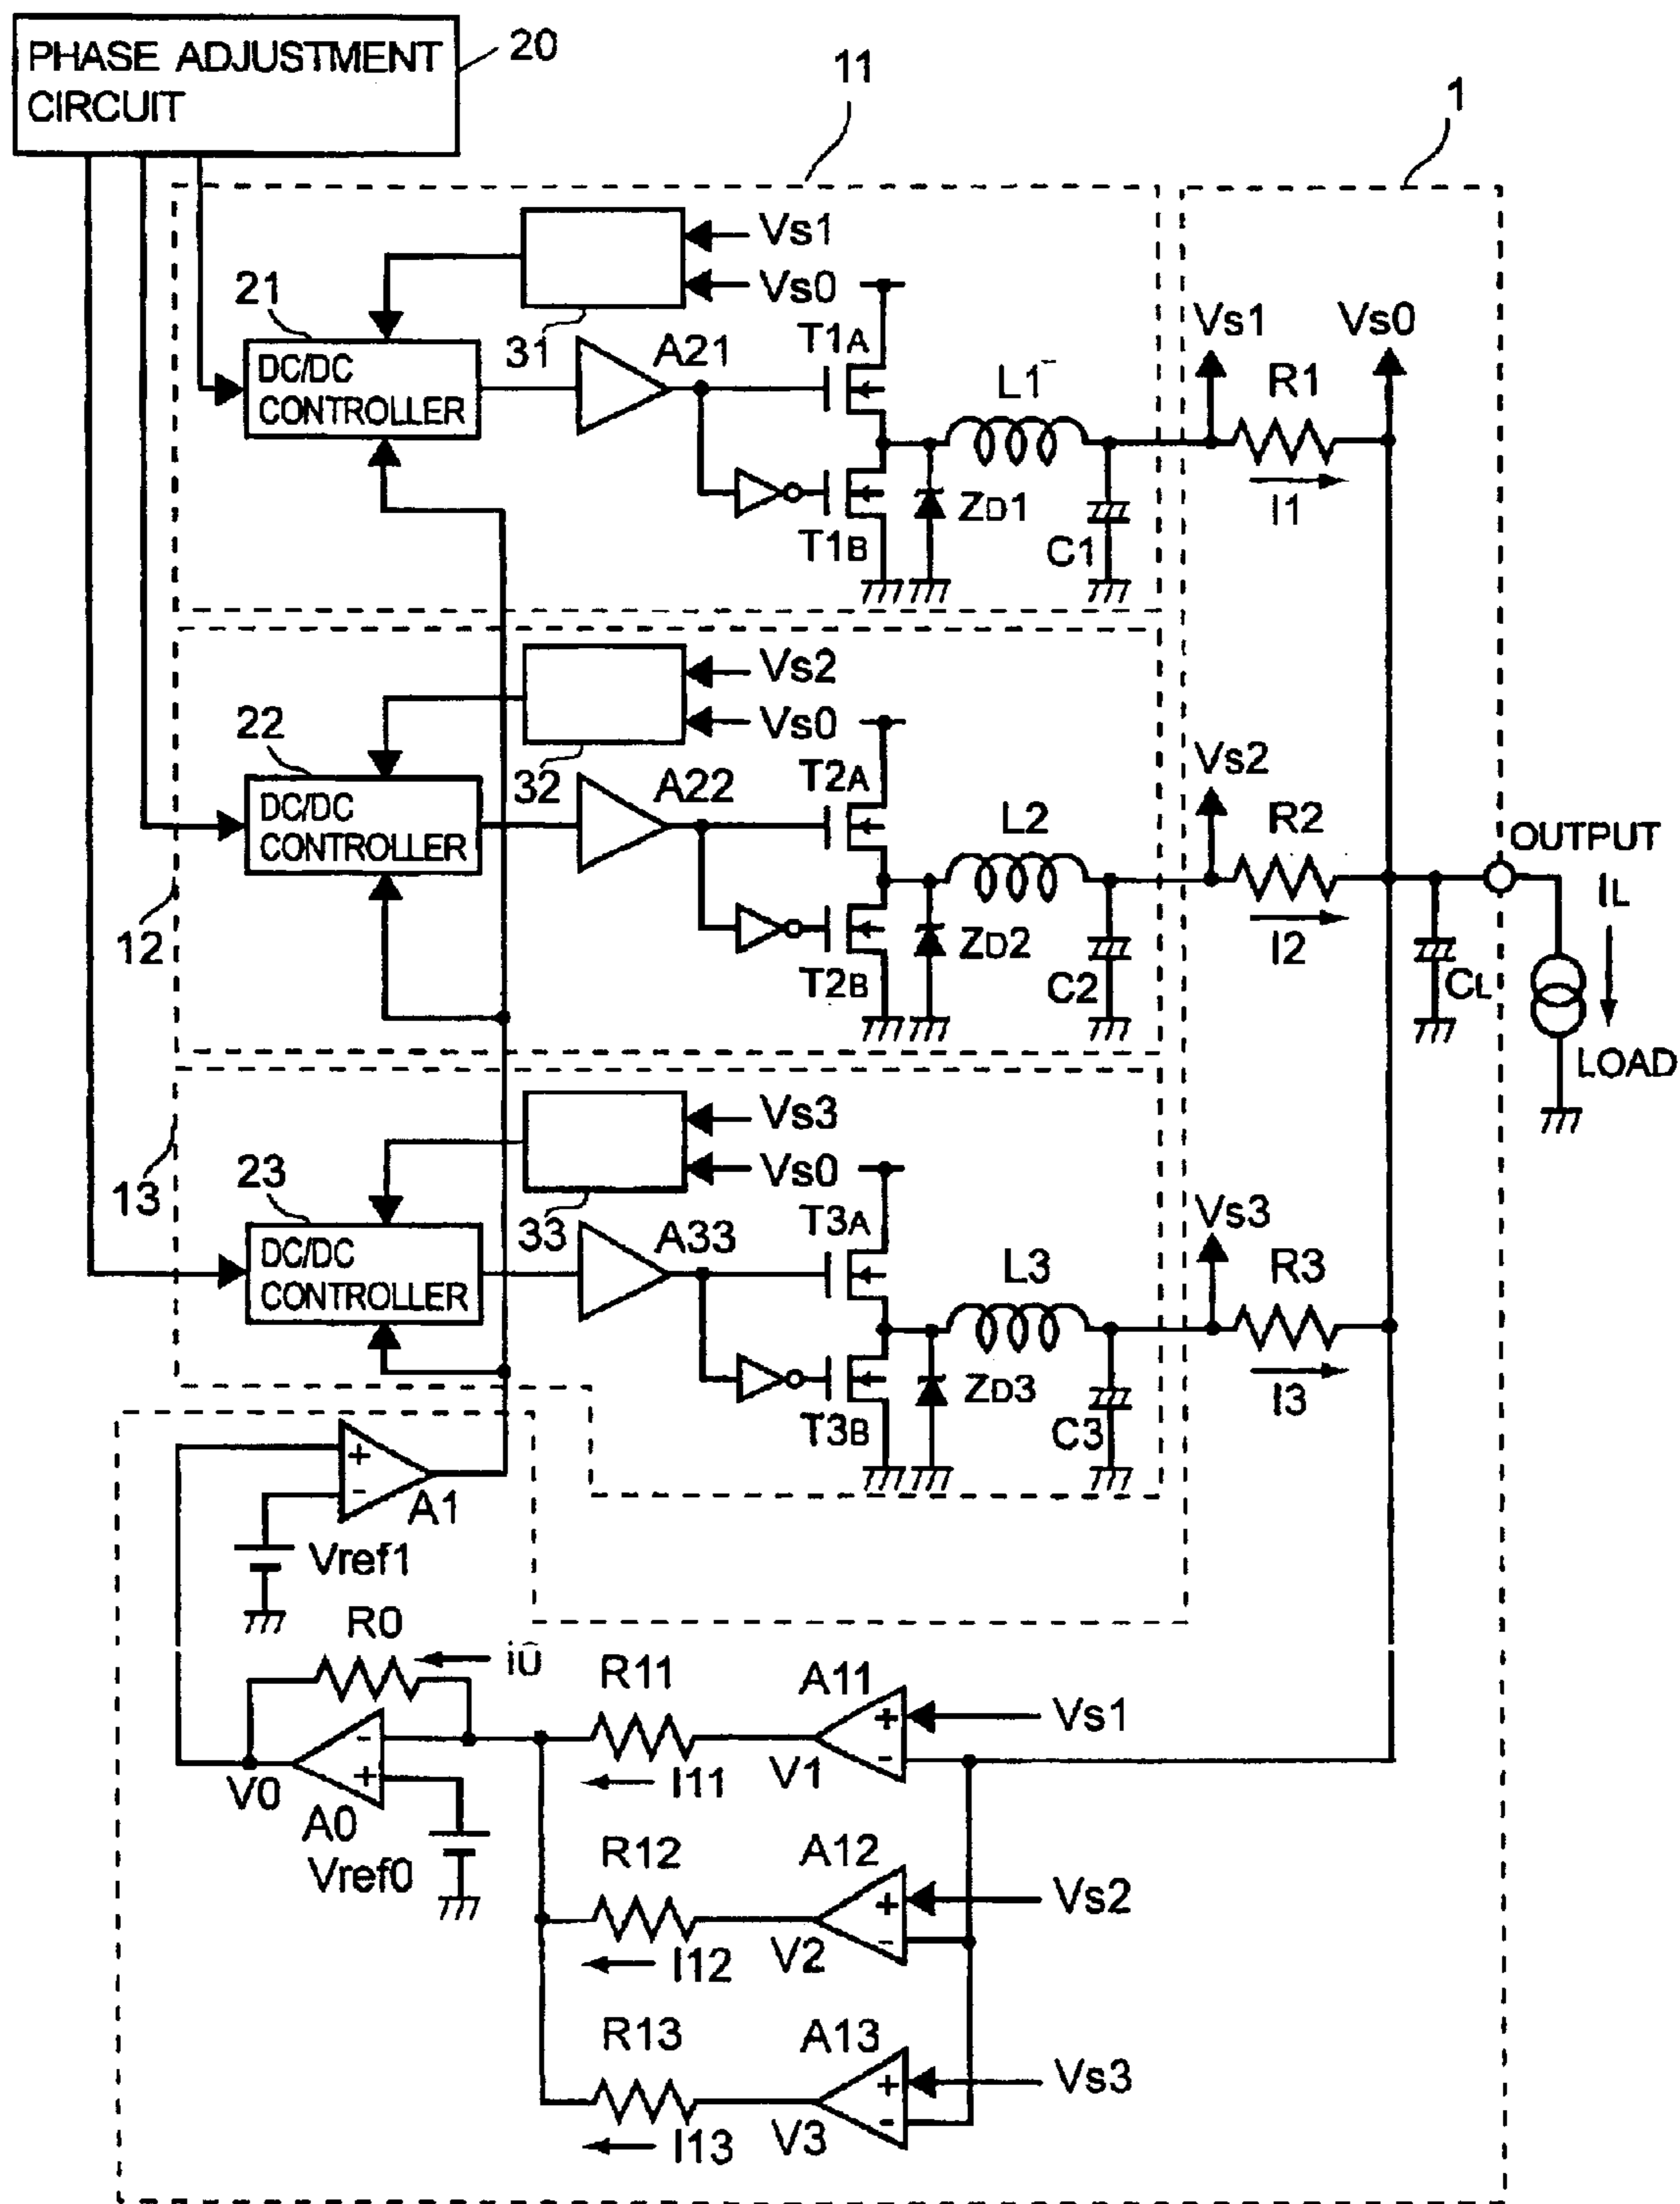 PHASE ADJUSTMENT
CIRCUIT
20
11
1
Vs1
Vs0
21
31
DC/DC
CONTROLLER
A21
T1A
T1B
L1
ZD1
C1
Vs1
Vs0
R1
I1
Vs2
Vs0
22
32
DC/DC
CONTROLLER
A22
T2A
T2B
L2
ZD2
C2
Vs2
R2
I2
12
OUTPUT
IL
CL
LOAD
Vs3
Vs0
13
23
33
DC/DC
CONTROLLER
A33
T3A
T3B
L3
ZD3
C3
Vs3
R3
I3
+
-
A1
Vref1
R0
i0
R11
A11
+
-
Vs1
V1
I11
-
+
V0
A0
Vref0
R12
A12
+
-
Vs2
V2
I12
R13
A13
+
-
Vs3
V3
I13